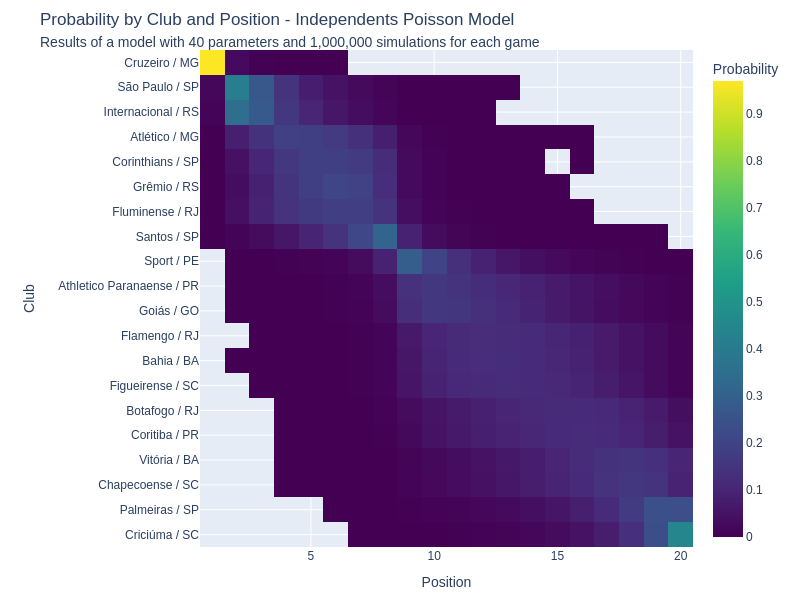 Probability by Club and Position - Independents Poisson Model
Results of a model with 40 parameters and 1,000,000 simulations for each game
Probability
Cruzeiro / MG
São Paulo / SP
Internacional / RS
Atlético / MG
Corinthians / SP
Grêmio / RS
Fluminense / RJ
Santos / SP
Sport / PE
Athletico Paranaense / PR
Goiás / GO
Flamengo / RJ
Bahia / BA
Figueirense / SC
Botafogo / RJ
Coritiba / PR
Vitória / BA
Chapecoense / SC
Palmeiras / SP
Criciúma / SC
Club
5
10
15
20
Position
0.9
0.8
0.7
0.6
0.5
0.4
0.3
0.2
0.1
0